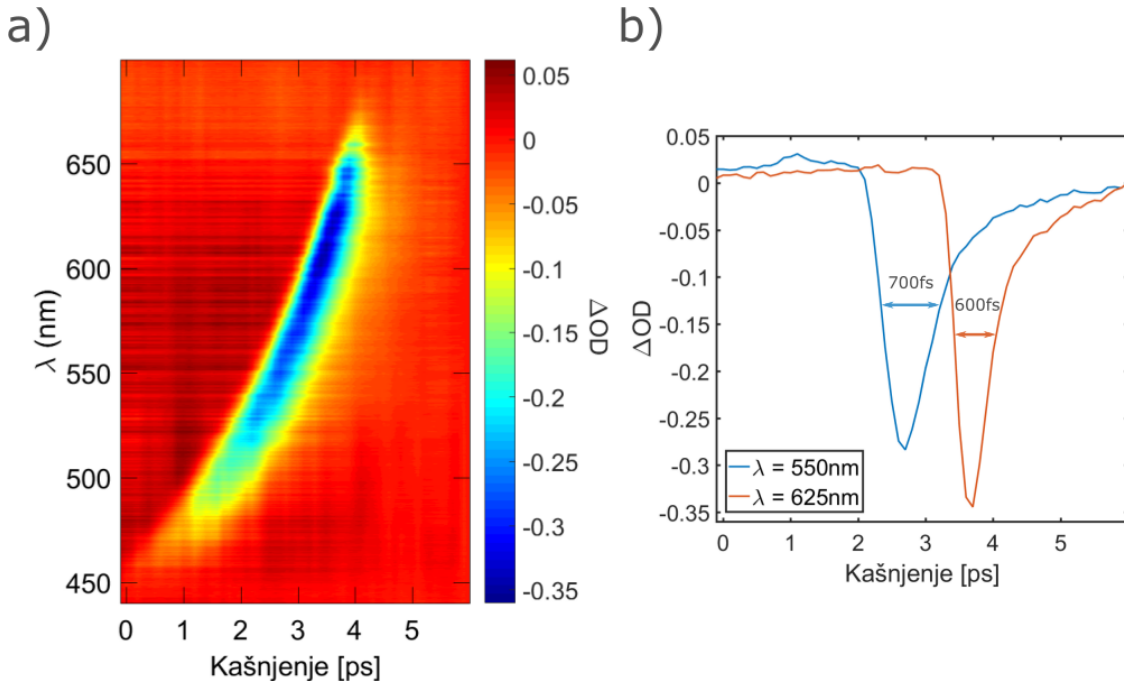 a)
λ (nm)
650
600
550
500
450
0 1 2 3 4 5
Kašnjenje [ps]
0.05
0
-0.05
-0.1
-0.15
-0.2
-0.25
-0.3
-0.35
ΔOD
b)
ΔOD
0.05
0
-0.05
-0.1
-0.15
-0.2
-0.25
-0.3
-0.35
700fs
600fs
λ = 550nm
λ = 625nm
0 1 2 3 4 5
Kašnjenje [ps]